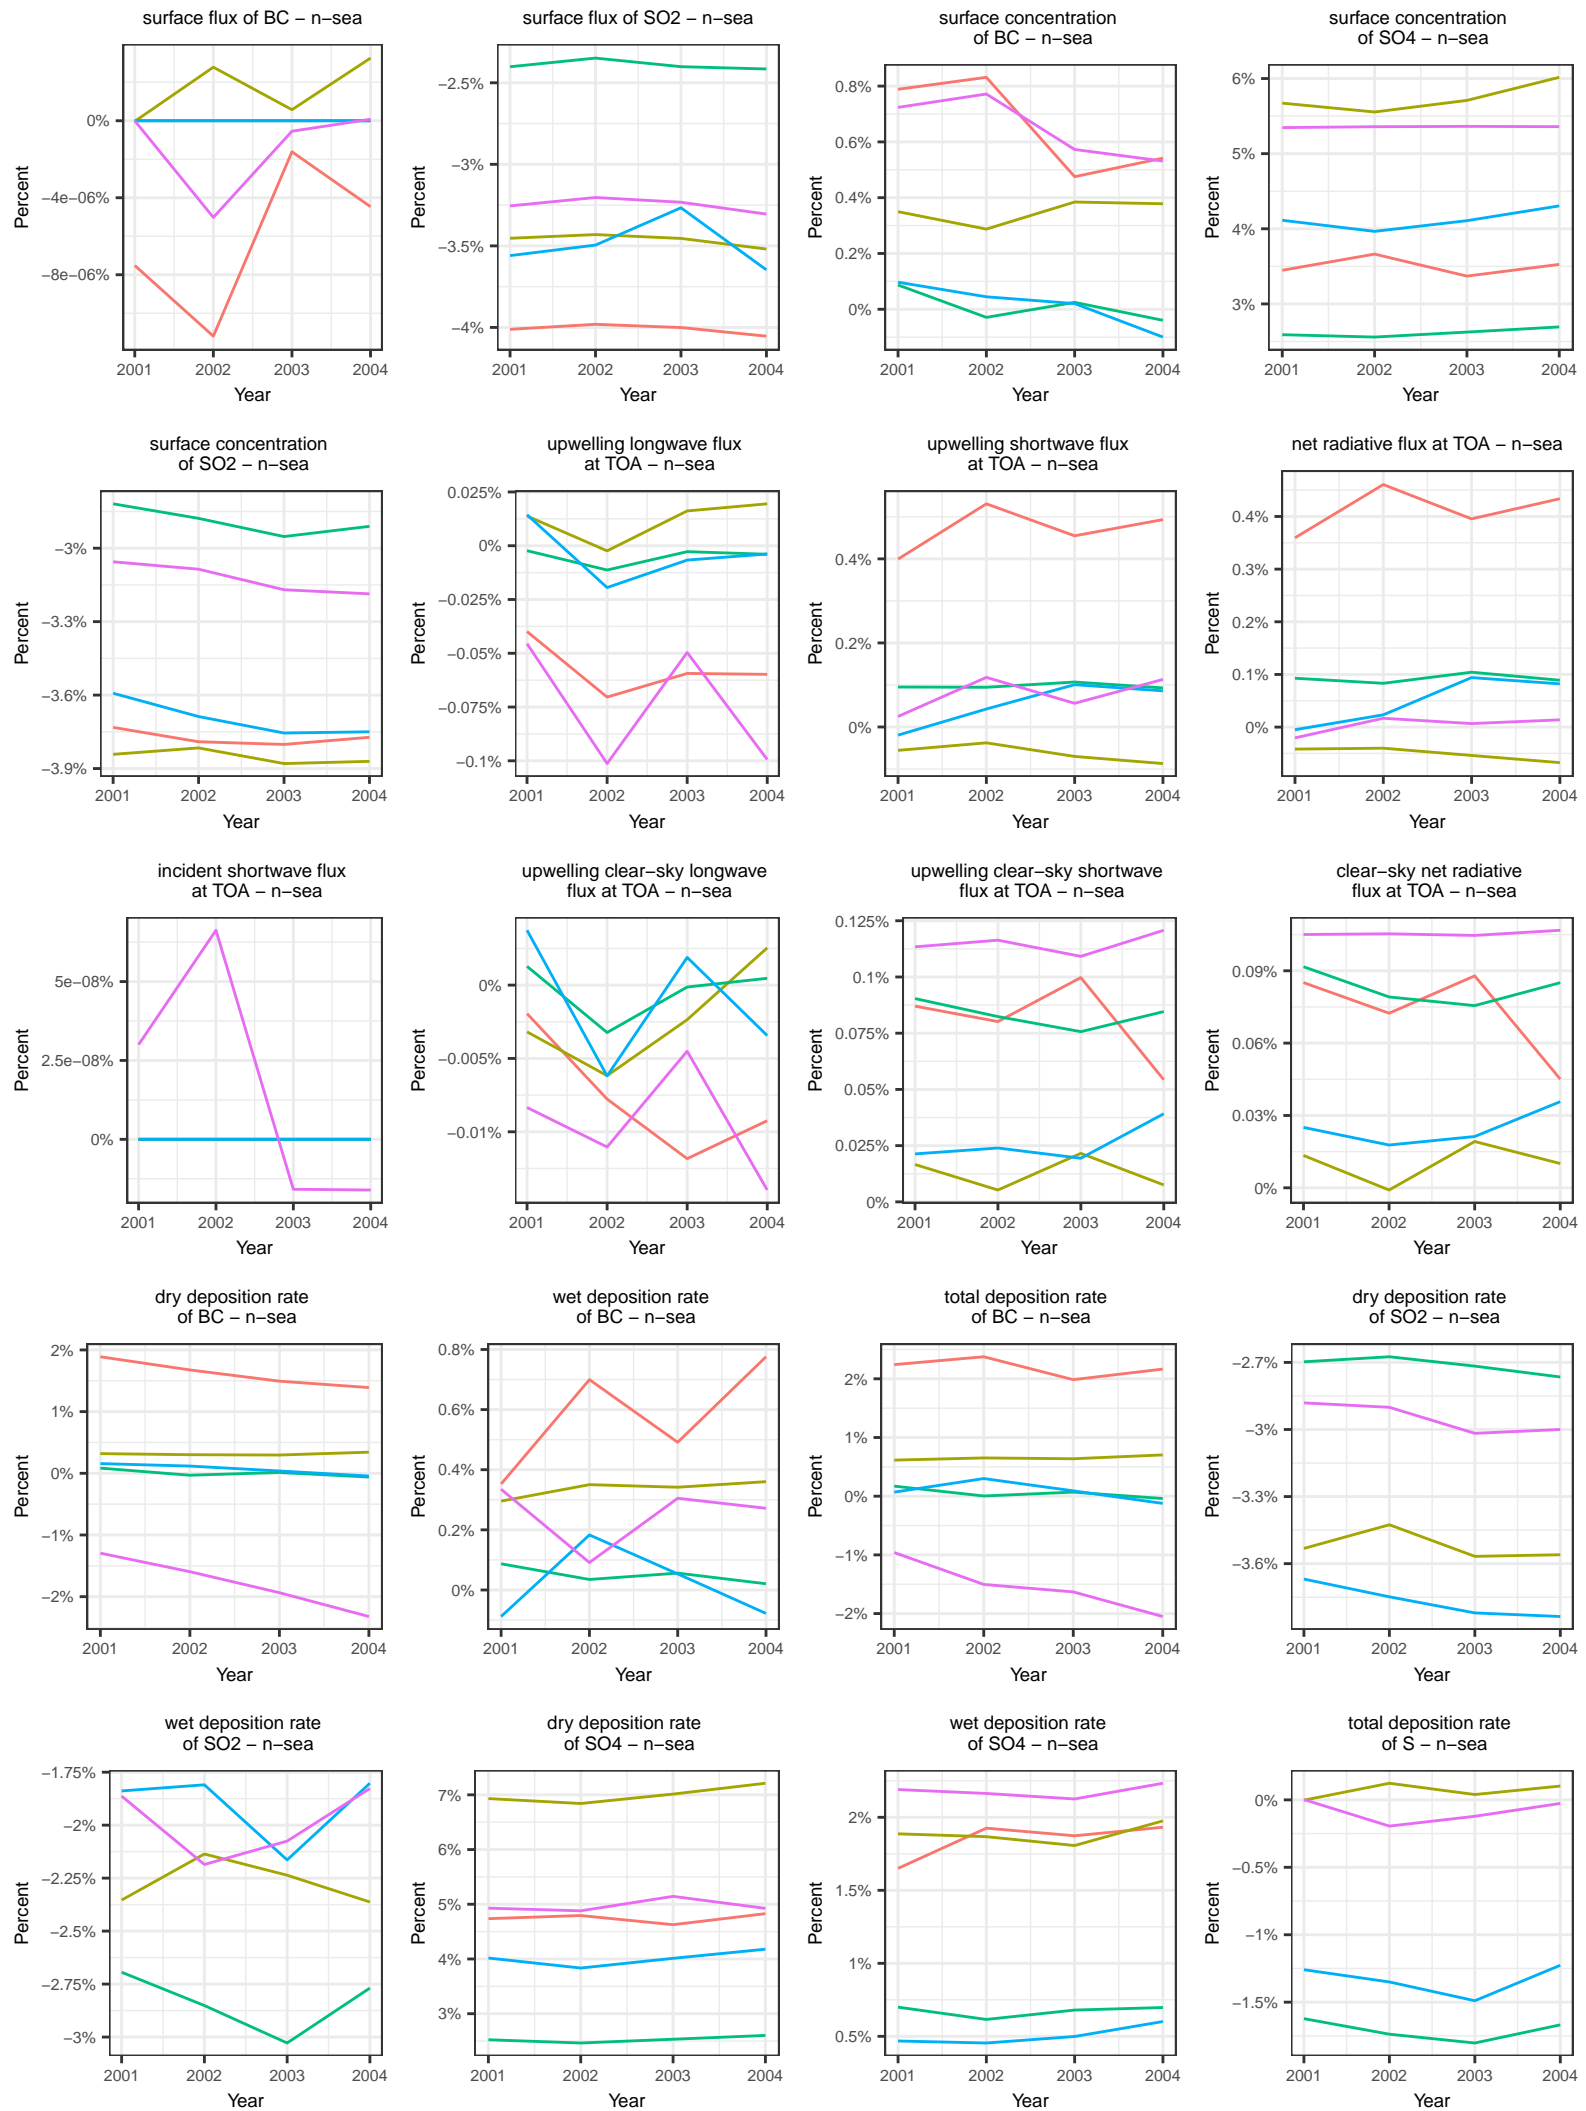 surface flux of BC − n−sea
Percent
0%
−4e−06%
−8e−06%
2001 2002 2003 2004
Year
surface flux of SO2 − n−sea
Percent
−2.5%
−3%
−3.5%
−4%
2001 2002 2003 2004
Year
surface concentration
of BC − n−sea
Percent
0.8%
0.6%
0.4%
0.2%
0%
2001 2002 2003 2004
Year
surface concentration
of SO4 − n−sea
Percent
6%
5%
4%
3%
2001 2002 2003 2004
Year
surface concentration
of SO2 − n−sea
Percent
−3%
−3.3%
−3.6%
−3.9%
2001 2002 2003 2004
Year
upwelling longwave flux
at TOA − n−sea
Percent
0.025%
0%
−0.025%
−0.05%
−0.075%
−0.1%
2001 2002 2003 2004
Year
upwelling shortwave flux
at TOA − n−sea
Percent
0.4%
0.2%
0%
2001 2002 2003 2004
Year
net radiative flux at TOA − n−sea
Percent
0.4%
0.3%
0.2%
0.1%
0%
2001 2002 2003 2004
Year
incident shortwave flux
at TOA − n−sea
Percent
5e−08%
2.5e−08%
0%
2001 2002 2003 2004
Year
upwelling clear−sky longwave
flux at TOA − n−sea
Percent
0%
−0.005%
−0.01%
2001 2002 2003 2004
Year
upwelling clear−sky shortwave
flux at TOA − n−sea
Percent
0.125%
0.1%
0.075%
0.05%
0.025%
0%
2001 2002 2003 2004
Year
clear−sky net radiative
flux at TOA − n−sea
Percent
0.09%
0.06%
0.03%
0%
2001 2002 2003 2004
Year
dry deposition rate
of BC − n−sea
Percent
2%
1%
0%
−1%
−2%
2001 2002 2003 2004
Year
wet deposition rate
of BC − n−sea
Percent
0.8%
0.6%
0.4%
0.2%
0%
2001 2002 2003 2004
Year
total deposition rate
of BC − n−sea
Percent
2%
1%
0%
−1%
−2%
2001 2002 2003 2004
Year
dry deposition rate
of SO2 − n−sea
Percent
−2.7%
−3%
−3.3%
−3.6%
2001 2002 2003 2004
Year
wet deposition rate
of SO2 − n−sea
Percent
−1.75%
−2%
−2.25%
−2.5%
−2.75%
−3%
2001 2002 2003 2004
Year
dry deposition rate
of SO4 − n−sea
Percent
7%
6%
5%
4%
3%
2001 2002 2003 2004
Year
wet deposition rate
of SO4 − n−sea
Percent
2%
1.5%
1%
0.5%
2001 2002 2003 2004
Year
total deposition rate
of S − n−sea
Percent
0%
−0.5%
−1%
−1.5%
2001 2002 2003 2004
Year